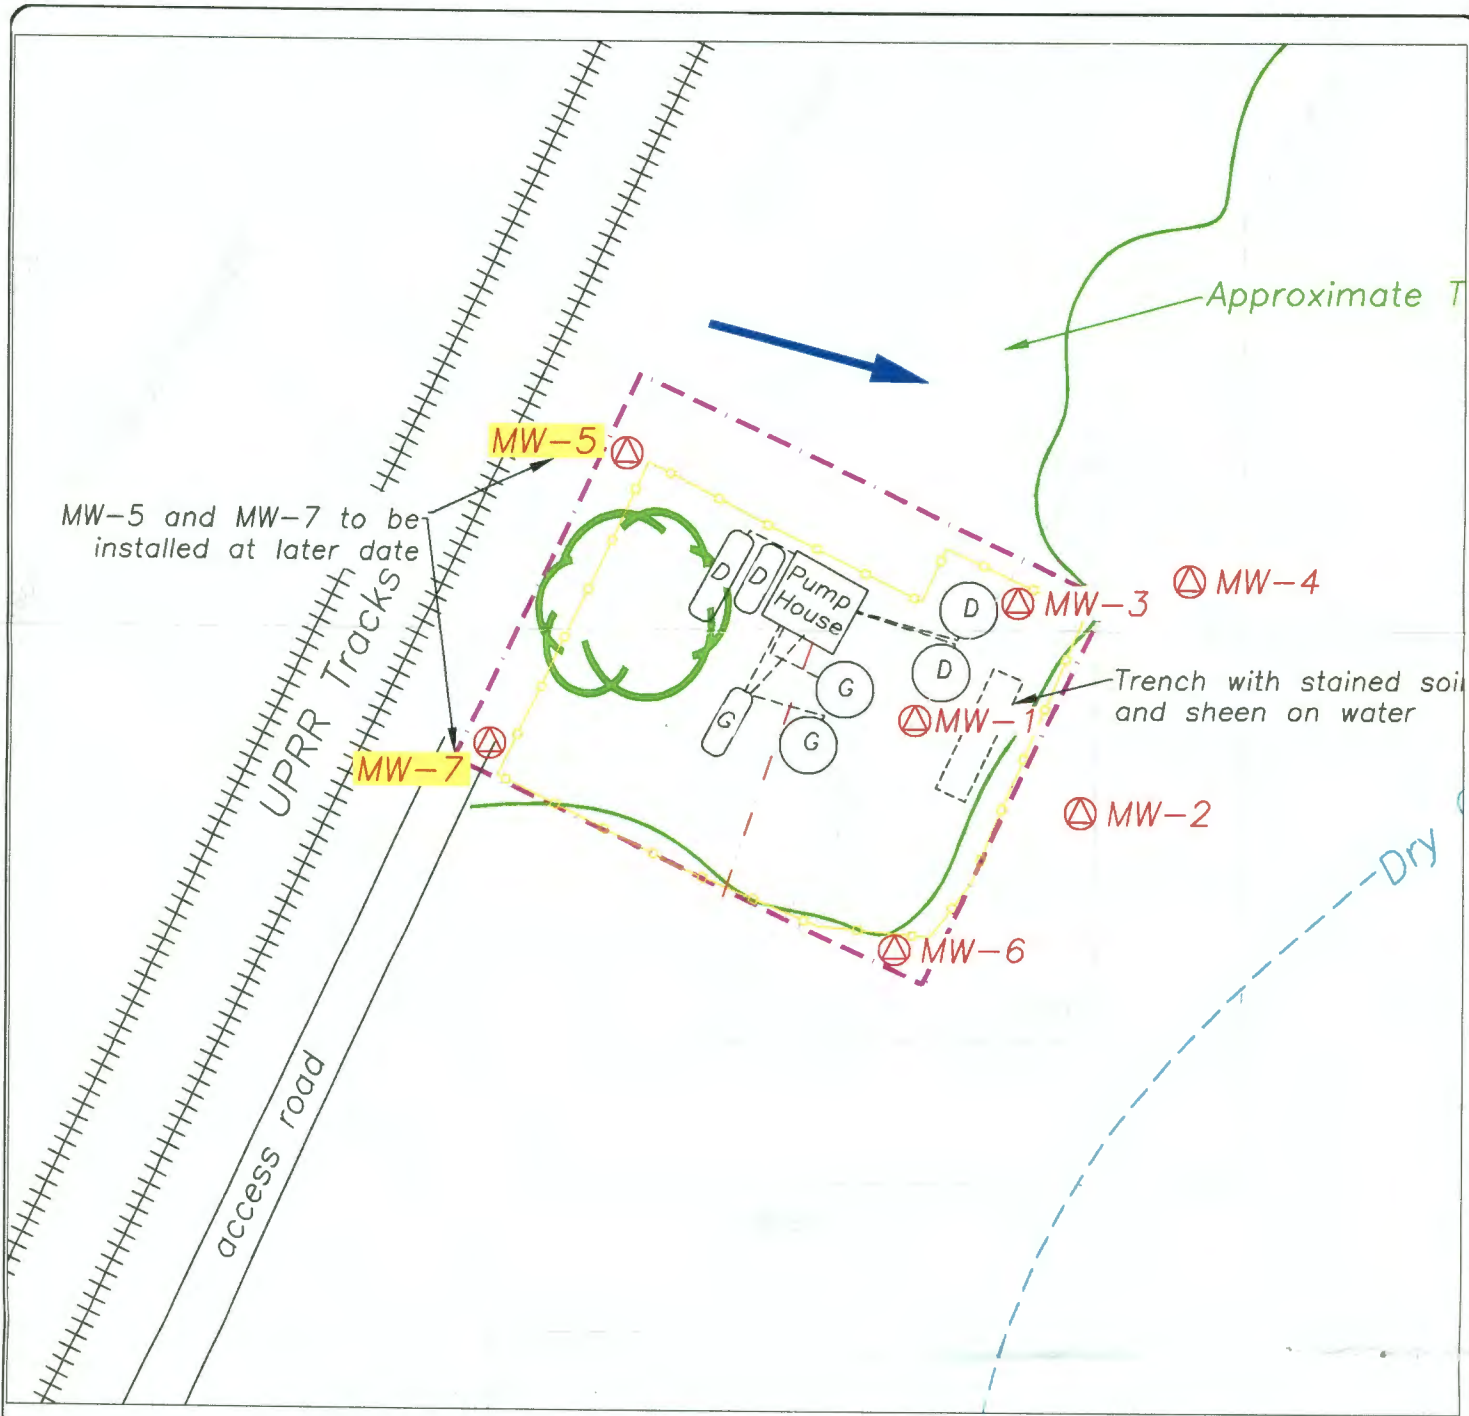 Approximate T
MW-5
MW-5 and MW-7 to be
installed at later date
UPRR Tracks
D
D
Pump
House
D
MW-3
MW-4
D
G
G
G
MW-1
Trench with stained soil
and sheen on water
MW-7
MW-2
Dry
MW-6
access road